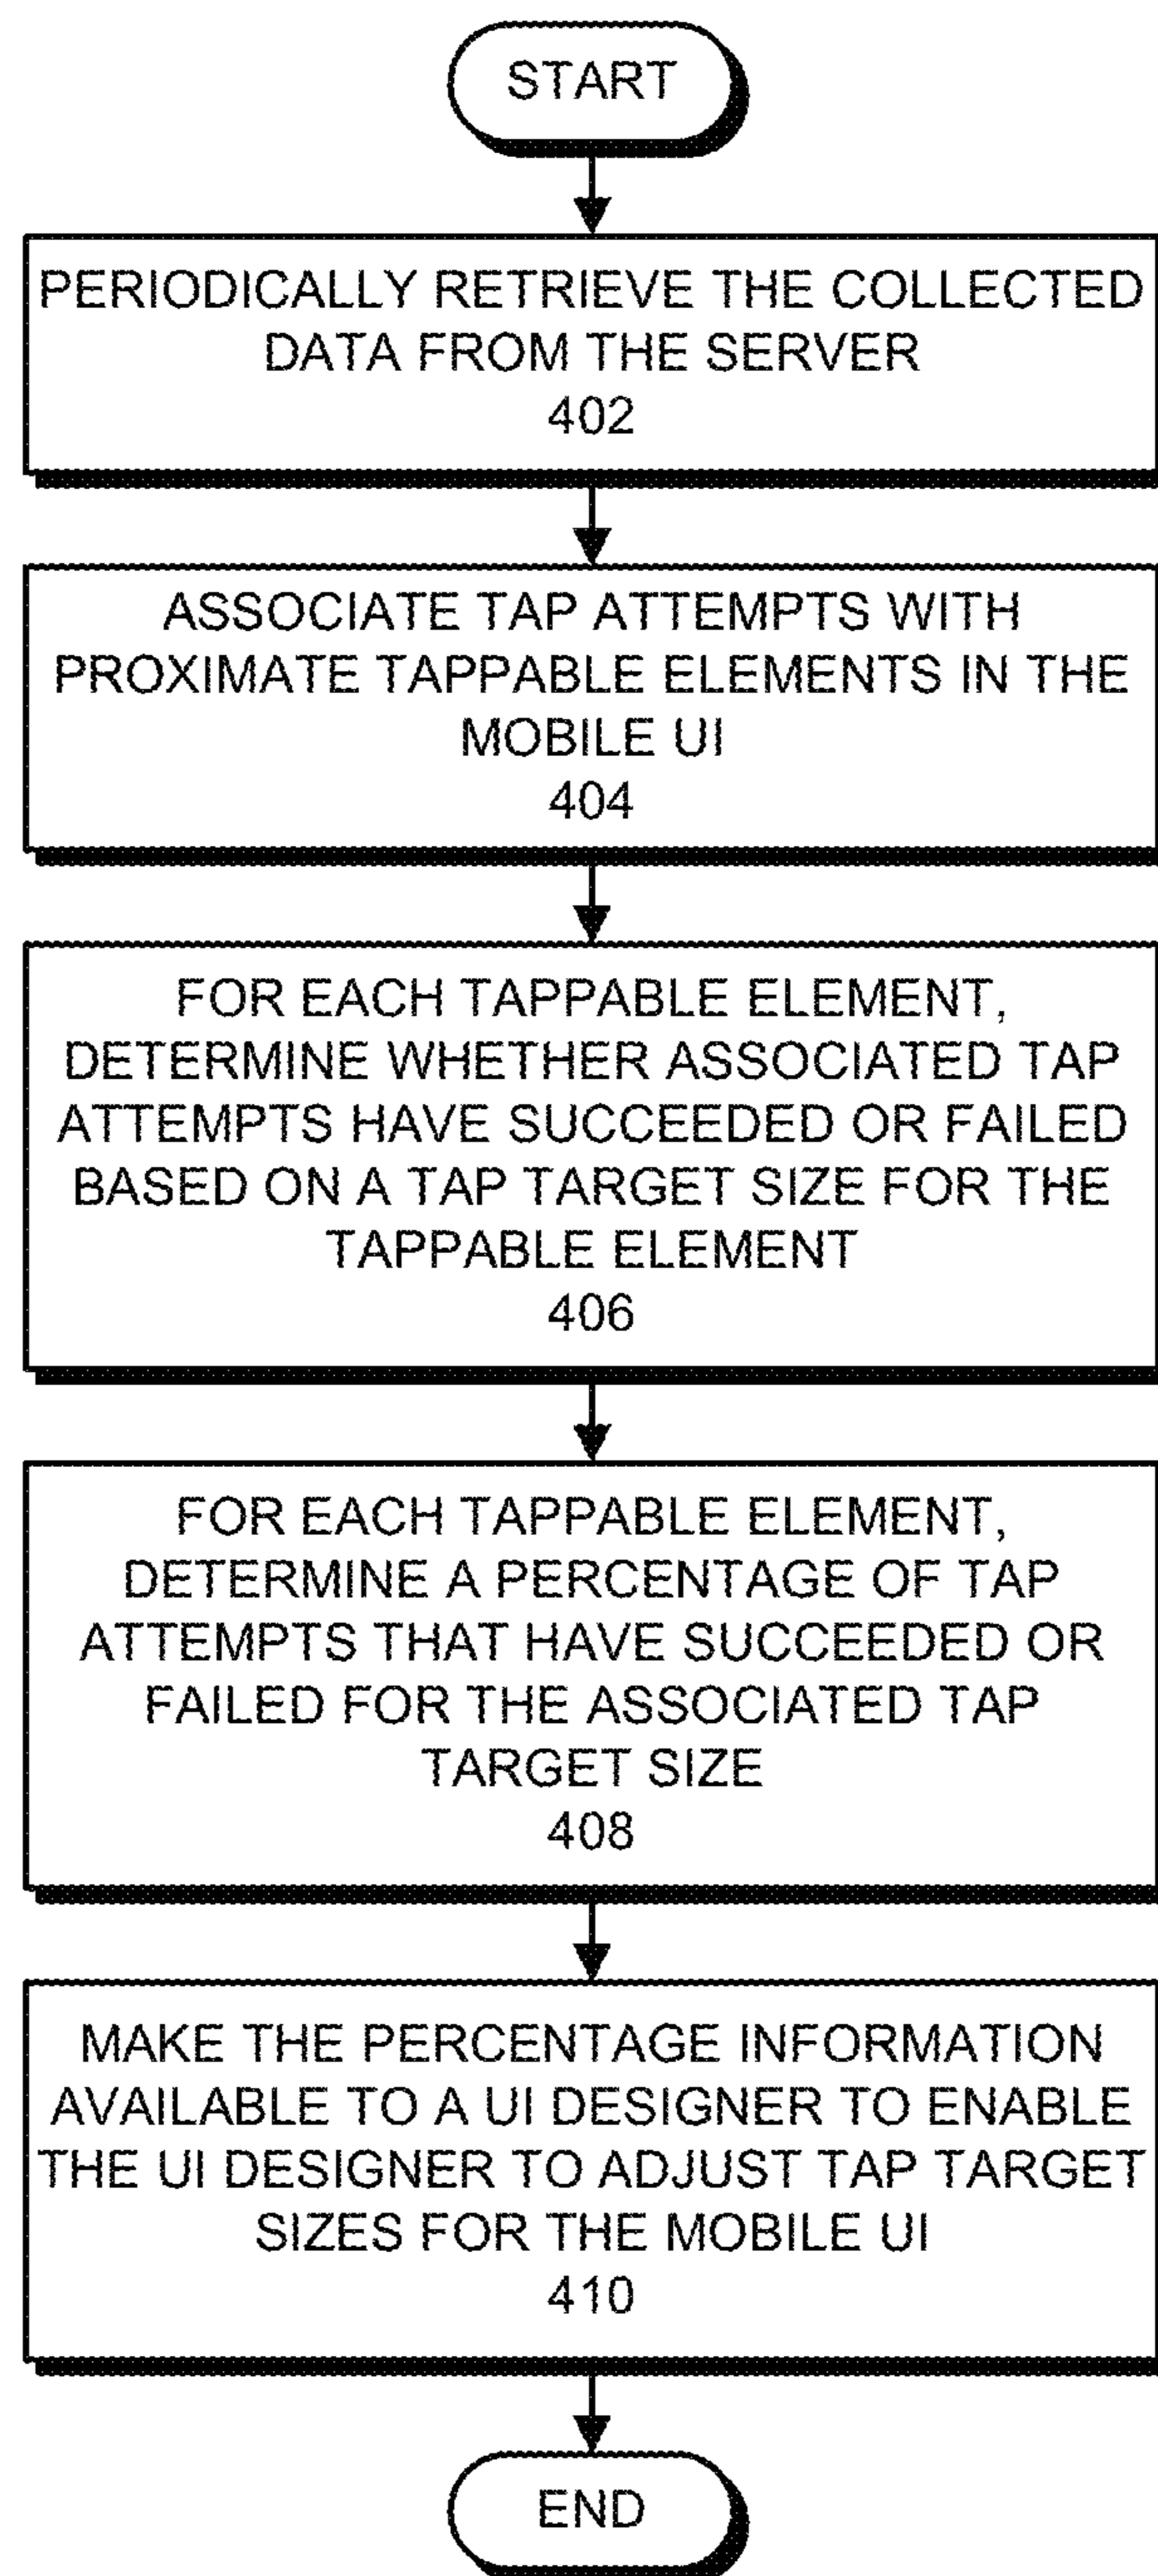 START
PERIODICALLY RETRIEVE THE COLLECTED
DATA FROM THE SERVER
402
ASSOCIATE TAP ATTEMPTS WITH
PROXIMATE TAPPABLE ELEMENTS IN THE
MOBILE UI
404
FOR EACH TAPPABLE ELEMENT,
DETERMINE WHETHER ASSOCIATED TAP
ATTEMPTS HAVE SUCCEEDED OR FAILED
BASED ON A TAP TARGET SIZE FOR THE
TAPPABLE ELEMENT
406
FOR EACH TAPPABLE ELEMENT,
DETERMINE A PERCENTAGE OF TAP
ATTEMPTS THAT HAVE SUCCEEDED OR
FAILED FOR THE ASSOCIATED TAP
TARGET SIZE
408
MAKE THE PERCENTAGE INFORMATION
AVAILABLE TO A UI DESIGNER TO ENABLE
THE UI DESIGNER TO ADJUST TAP TARGET
SIZES FOR THE MOBILE UI
410
END